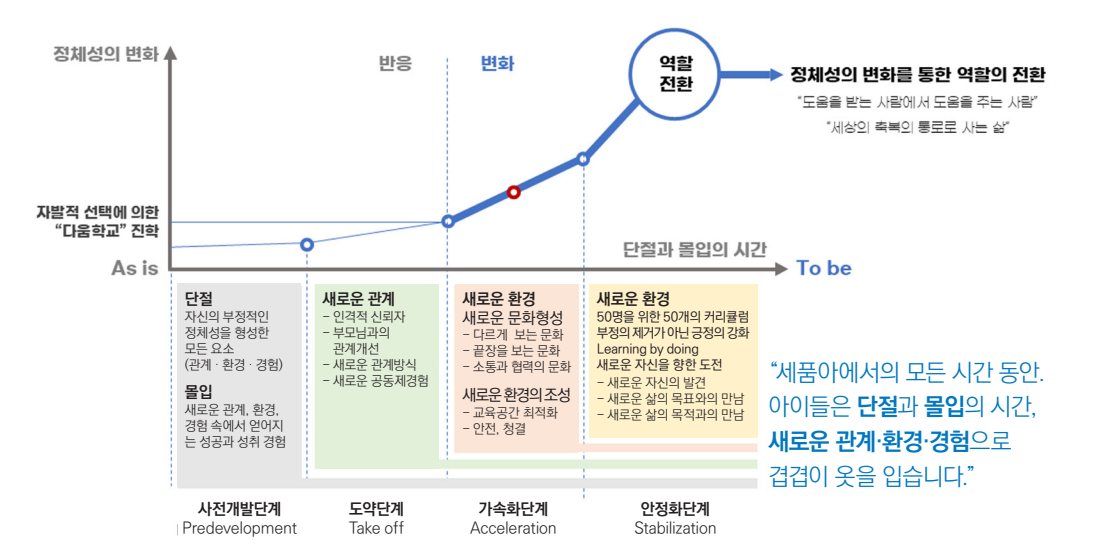 정체성의 변화
반응
변화
역할
전환
정체성의 변화를 통한 역할의 전환
"도움을 받는 사람에서 도움을 주는 사람"
"세상의 축복의 통로로 사는 삶"
자발적 선택에 의한
"다움학교" 진학
As is
단절과 몰입의 시간
To be
단절
자신의 부정적인
정체성을 형성한
모든 요소
(관계 · 환경 · 경험)
몰입
새로운 관계, 환경,
경험 속에서 얻어지
는 성공과 성취 경험
새로운 관계
- 인격적 신뢰자
- 부모님과의
관계개선
- 새로운 관계방식
- 새로운 공동제경험
새로운 환경
새로운 문화형성
- 다르게 보는 문화
- 끝장을 보는 문화
- 소통과 협력의 문화
새로운 환경의 조성
- 교육공간 최적화
- 안전, 청결
새로운 환경
50명을 위한 50개의 커리큘럼
부정의 제거가 아닌 긍정의 강화
Learning by doing
새로운 자신을 향한 도전
- 새로운 자신의 발견
- 새로운 삶의 목표와의 만남
- 새로운 삶의 목적과의 만남
"세품아에서의 모든 시간 동안.
아이들은 단절과 몰입의 시간,
새로운 관계·환경·경험으로
겹겹이 옷을 입습니다."
사전개발단계
Predevelopment
도약단계
Take off
가속화단계
Acceleration
안정화단계
Stabilization